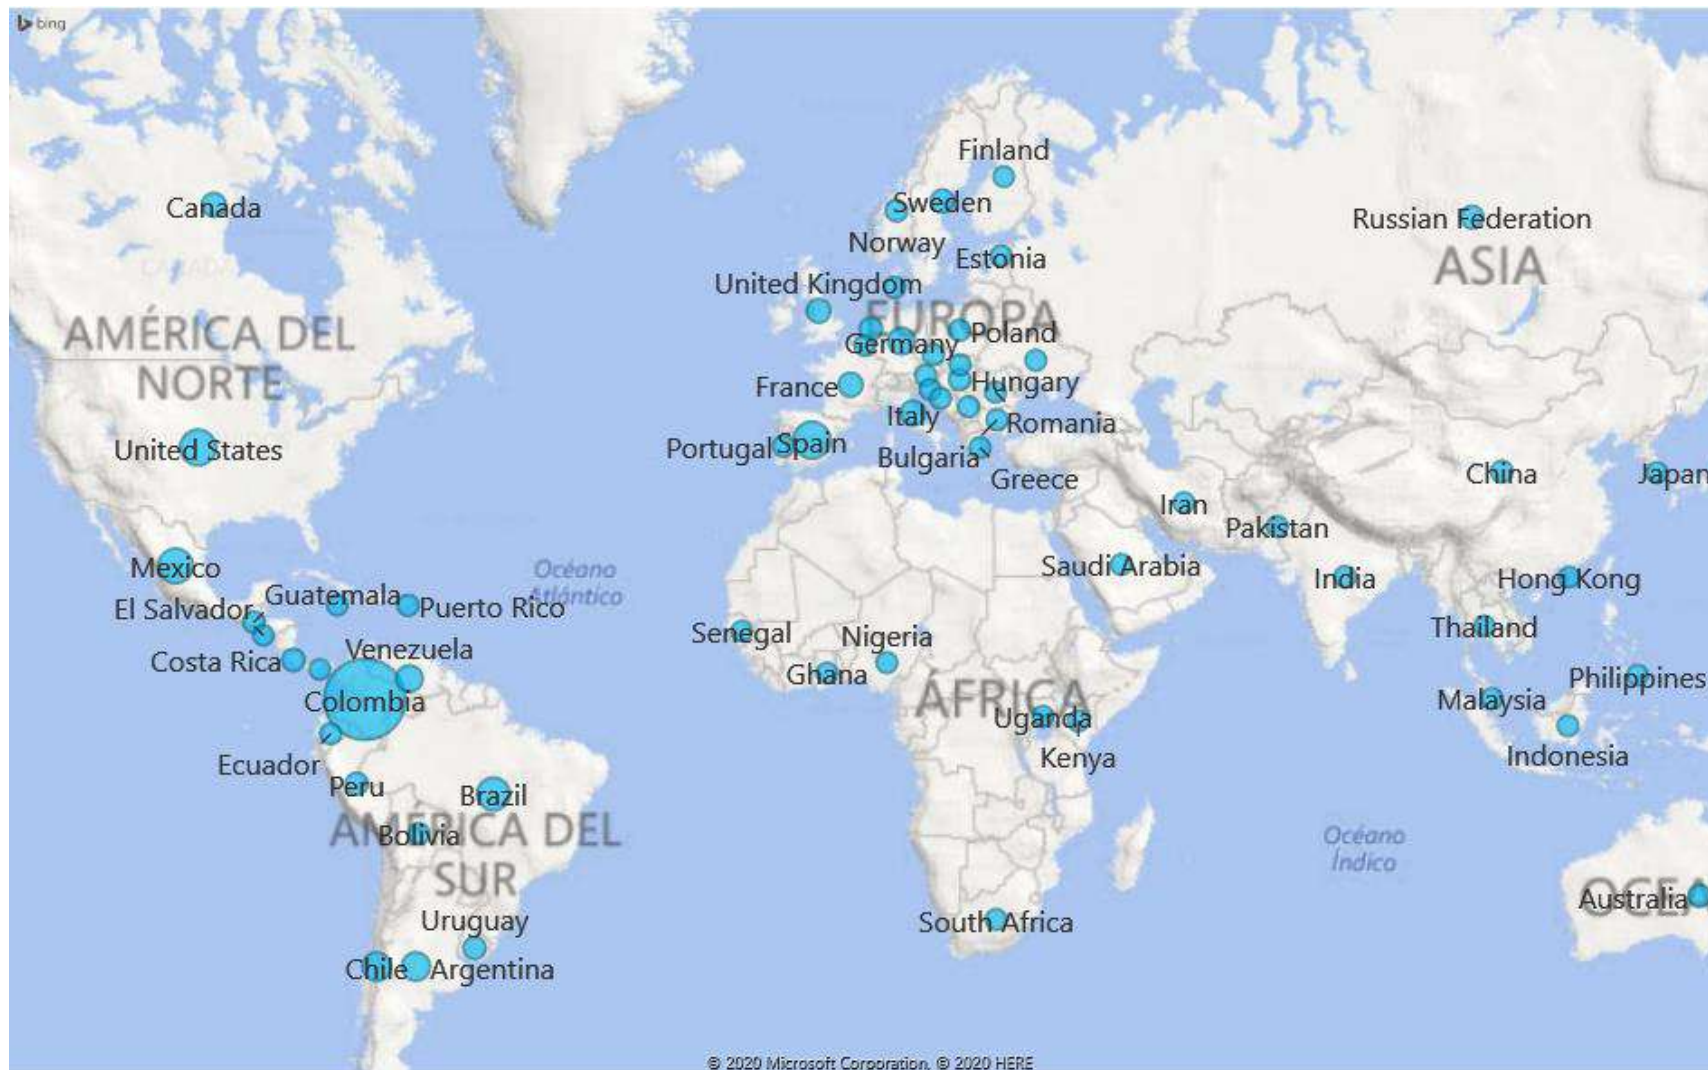 bing
Finland
Canada
Sweden
Russian Federation
Norway
Estonia
ASIA
United Kingdom
EUROPA
AMÉRICA DEL
NORTE
Poland
Germany
France
Hungary
Italy
Romania
United States
Portugal
Spain
Bulgaria
Greece
China
Japan
Iran
Pakistan
Mexico
Océano
Atlántico
Saudi Arabia
India
Hong Kong
El Salvador
Guatemala
Puerto Rico
Senegal
Nigeria
Thailand
Costa Rica
Venezuela
Ghana
Philippines
Colombia
ÁFRICA
Malaysia
Uganda
Kenya
Indonesia
Ecuador
Peru
Brazil
Bolivia
AMÉRICA DEL
SUR
Océano
Índico
Australia
OCEA
Uruguay
South Africa
Chile
Argentina
© 2020 Microsoft Corporation, © 2020 HERE